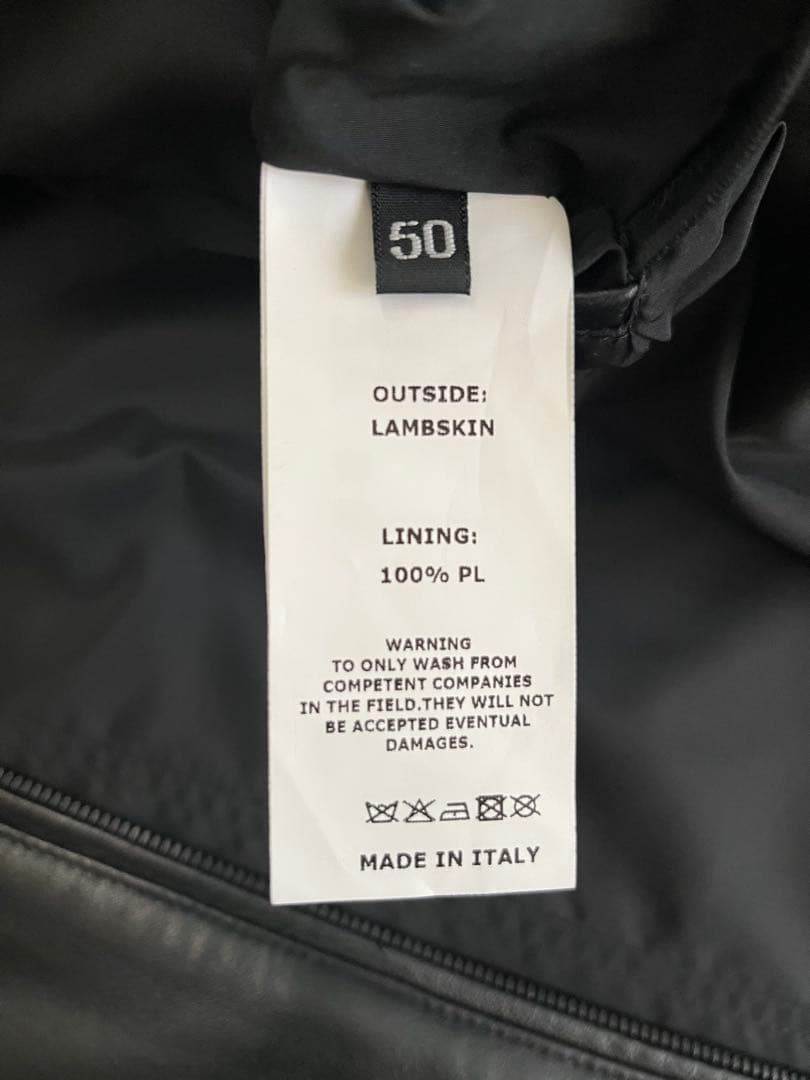 50
OUTSIDE:
LAMBSKIN
LINING:
100% PL
WARNING
TO ONLY WASH FROM
COMPETENT COMPANIES
IN THE FIELD.THEY WILL NOT
BE ACCEPTED EVENTUAL
DAMAGES.
MADE IN ITALY